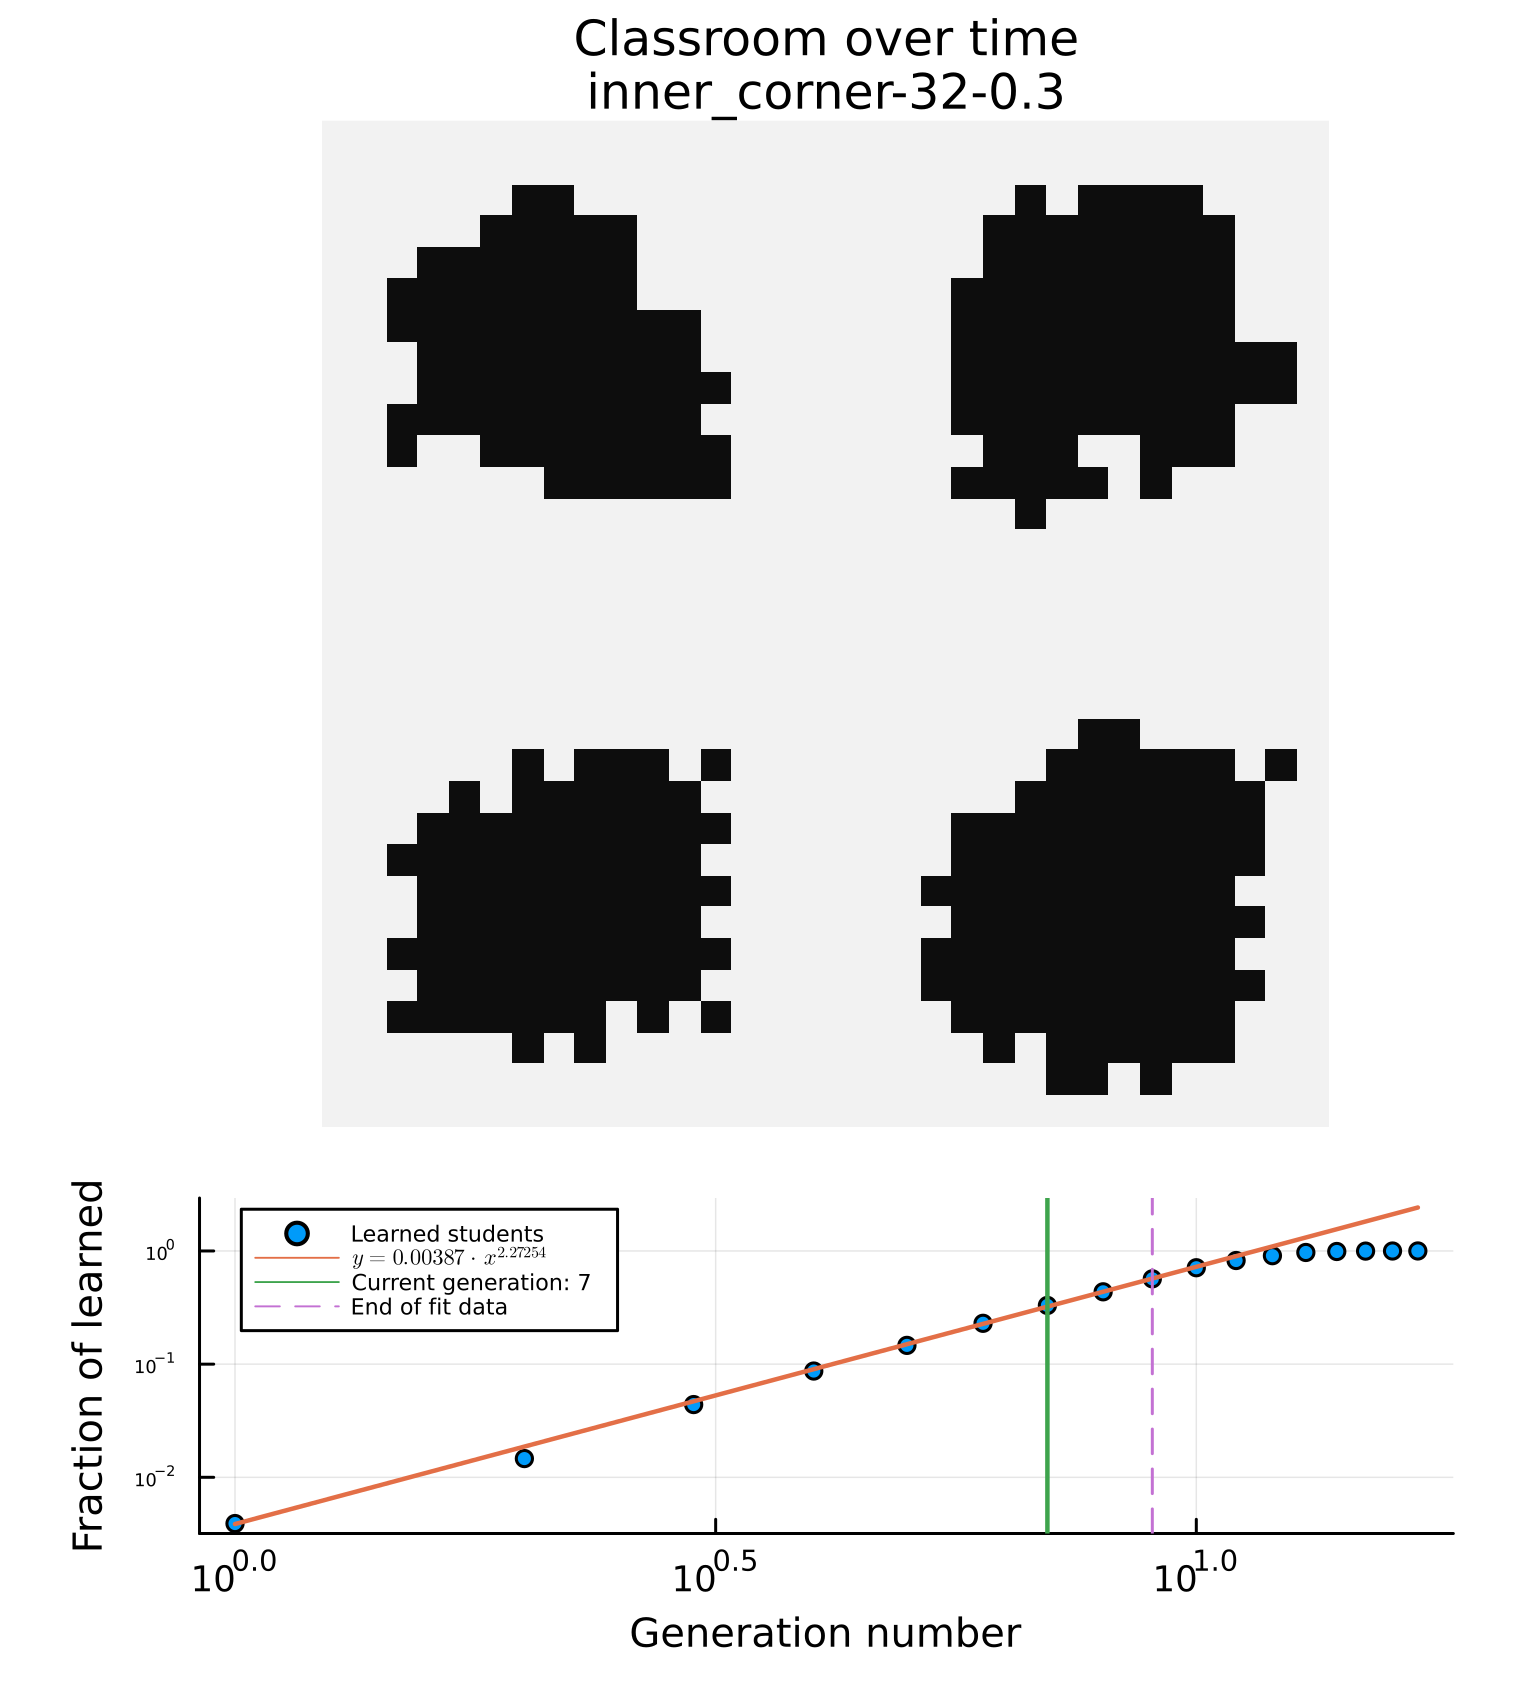 Classroom over time
inner_corner-32-0.3
Learned students
y = 0.00387 · x^2.27254
Current generation: 7
End of fit data
Fraction of learned
10^0
10^−1
10^−2
10^0.0
10^0.5
10^1.0
Generation number